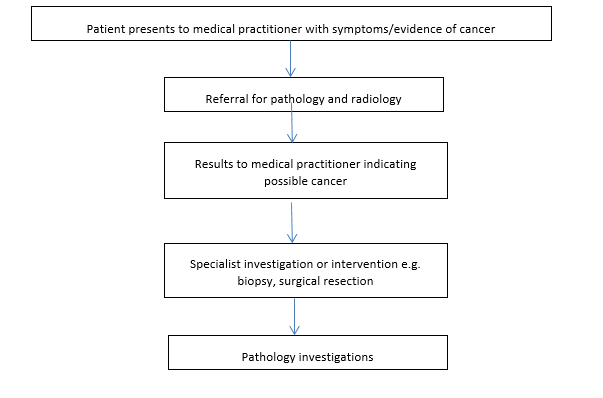 Patient presents to medical practitioner with symptoms/evidence of cancer
Referral for pathology and radiology
Results to medical practitioner indicating
possible cancer
Specialist investigation or intervention e.g.
biopsy, surgical resection
Pathology investigations